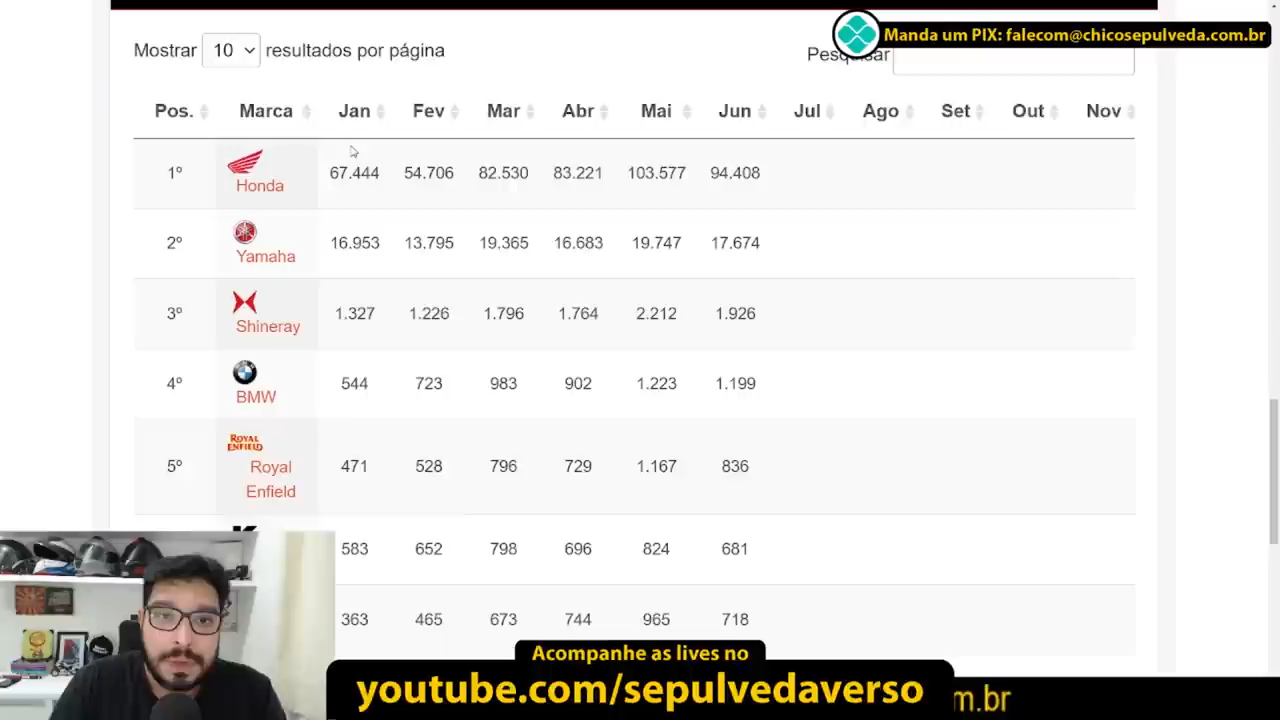 Manda um PIX: falecom@chicosepulveda.com.br
Mostrar 10 resultados por página
Pesquisar
Pos. Marca Jan Fev Mar Abr Mai Jun Jul Ago Set Out Nov
1º Honda 67.444 54.706 82.530 83.221 103.577 94.408
2º Yamaha 16.953 13.795 19.365 16.683 19.747 17.674
3º Shineray 1.327 1.226 1.796 1.764 2.212 1.926
4º BMW 544 723 983 902 1.223 1.199
ROYAL
ENFIELD
5º Royal 471 528 796 729 1.167 836
Enfield
583 652 798 696 824 681
363 465 673 744 965 718
Acompanhe as lives no
youtube.com/sepulvedaverso
m.br